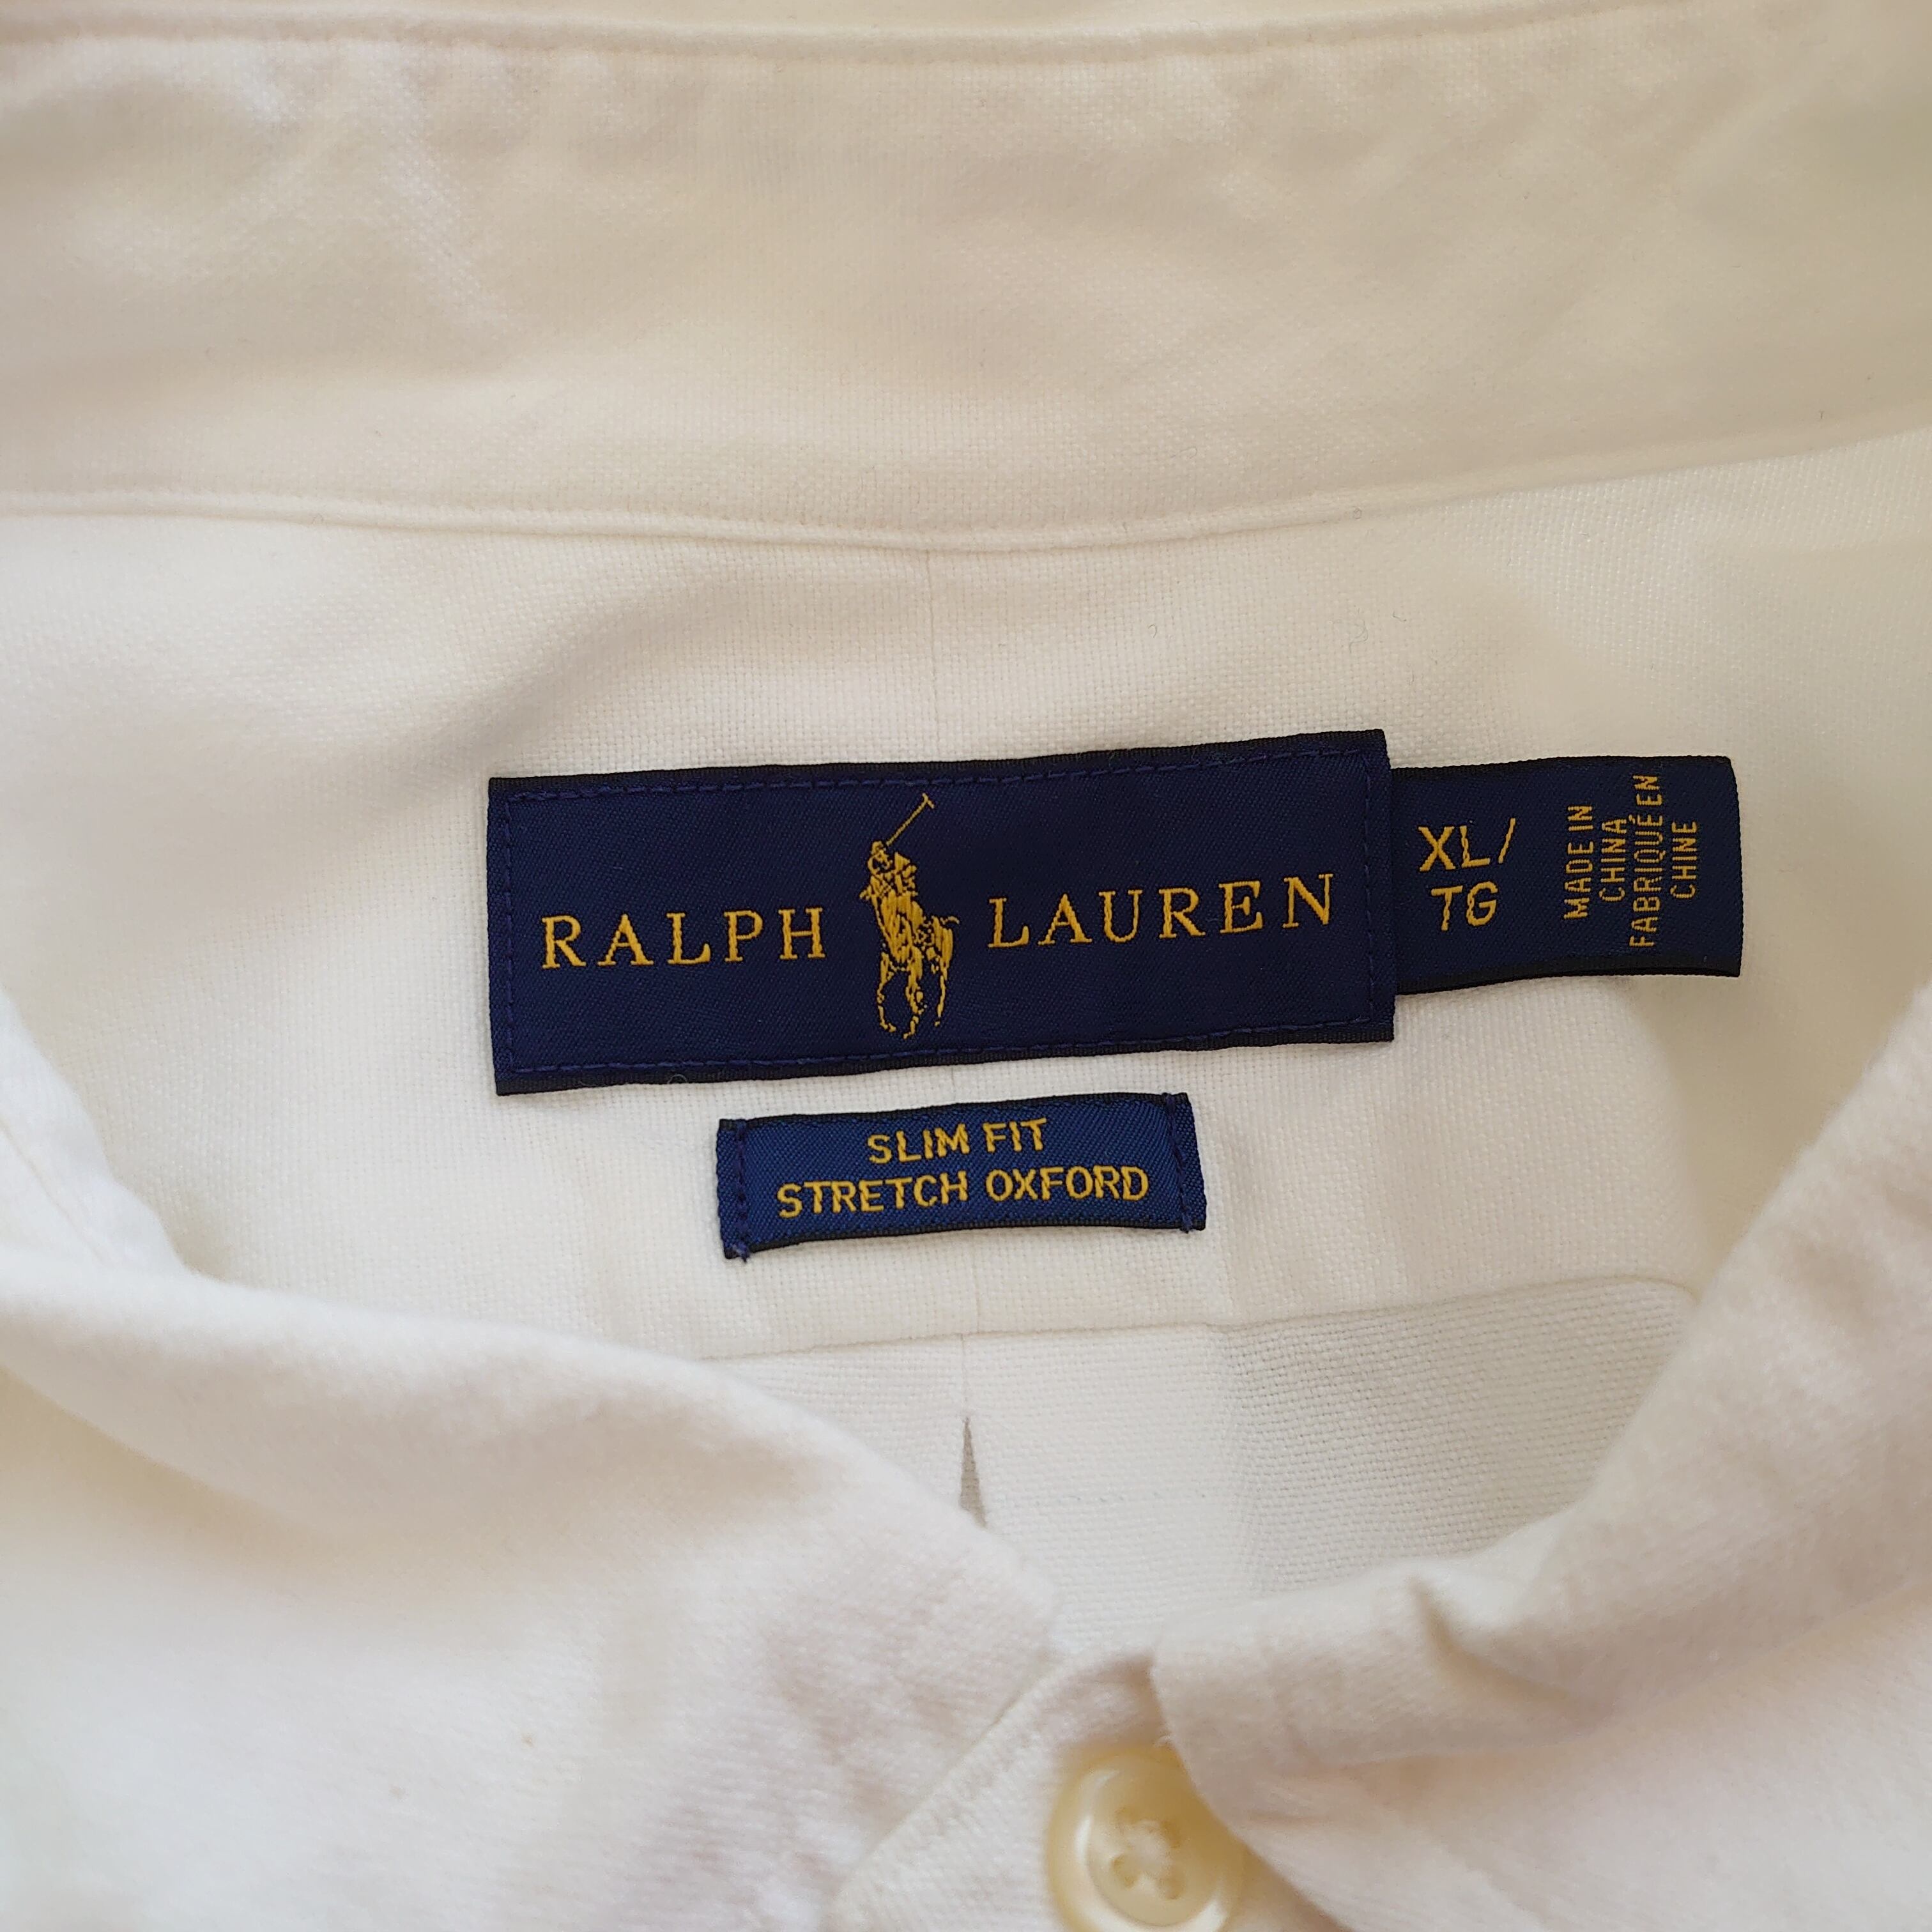 RALPH LAUREN
XL/
TG
MADE IN
CHINA
FABRIQUÉ EN
CHINE
SLIM FIT
STRETCH OXFORD